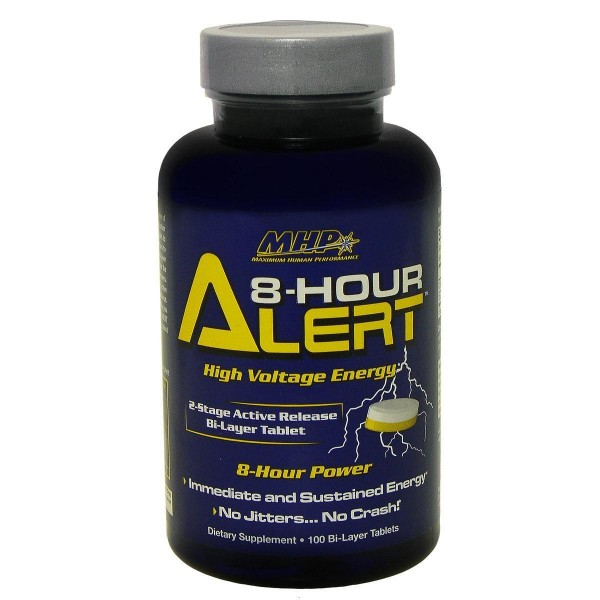 MHP
MAXIMUM HUMAN PERFORMANCE
8-HOUR
ALERT™
High Voltage Energy
2-Stage Active Release
Bi-Layer Tablet
8-Hour Power
Immediate and Sustained Energy*
No Jitters... No Crash!*
Dietary Supplement • 100 Bi-Layer Tablets